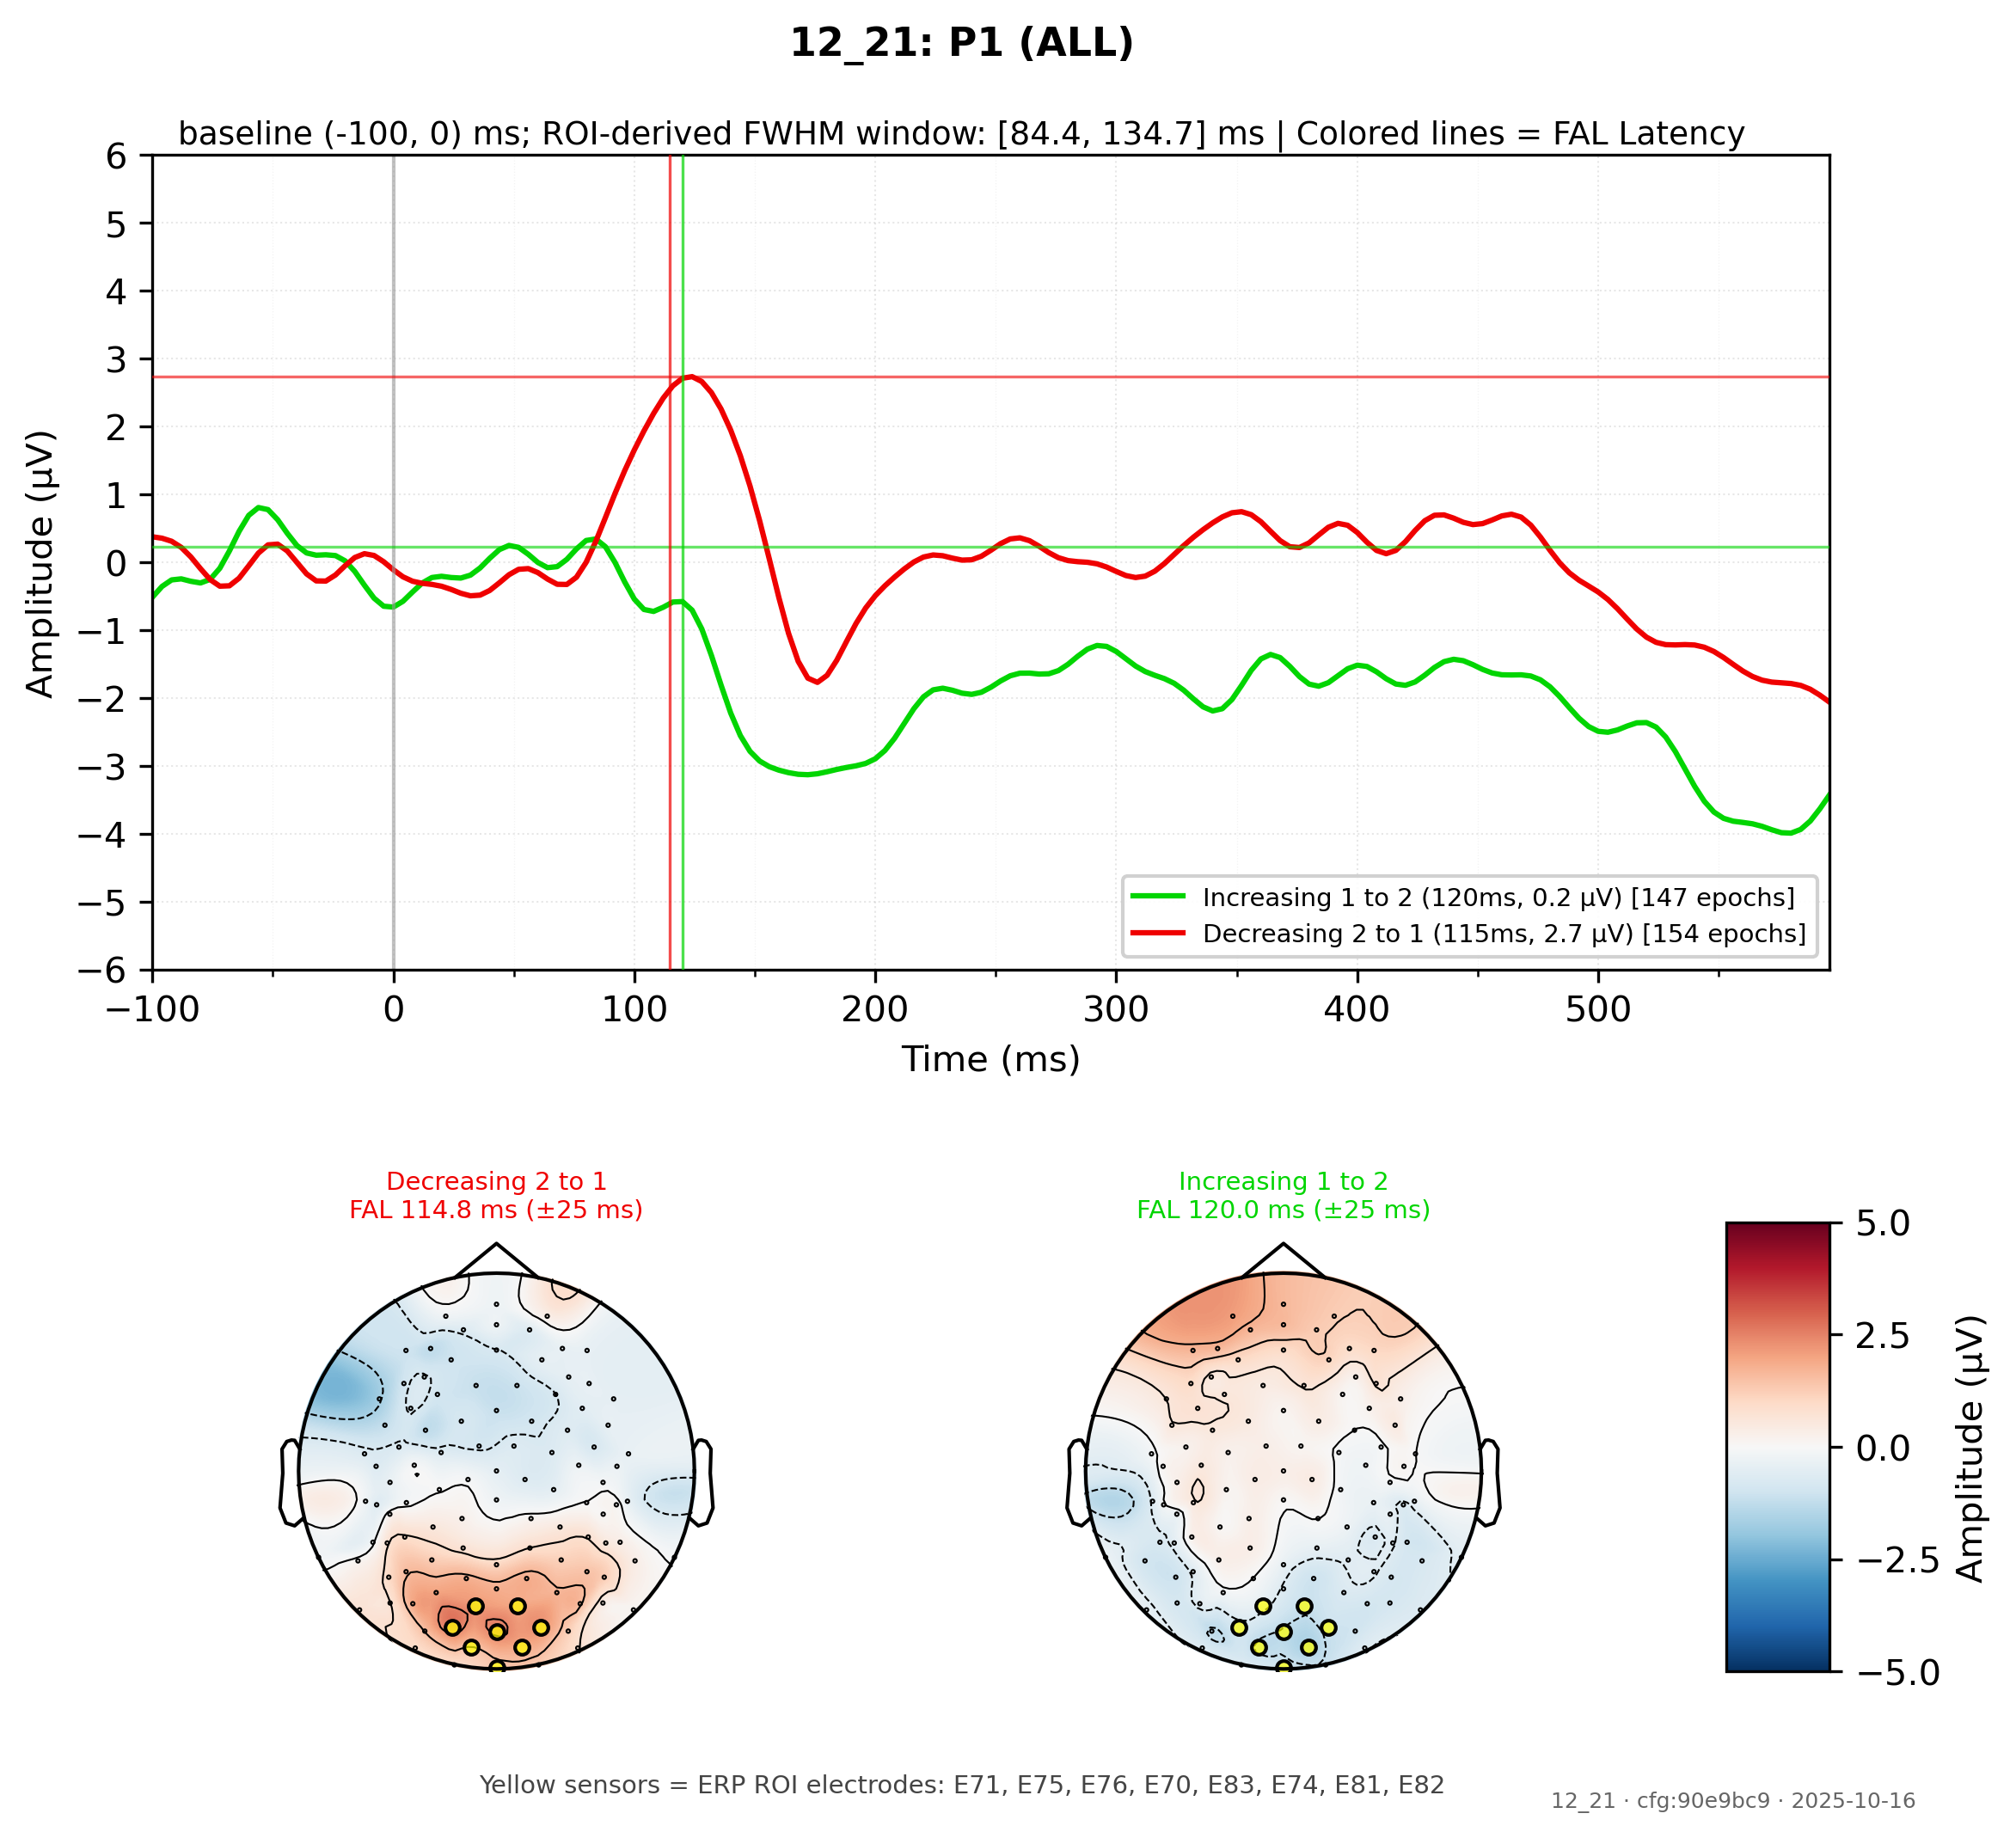 12_21: P1 (ALL)
baseline (-100, 0) ms; ROI-derived FWHM window: [84.4, 134.7] ms | Colored lines = FAL Latency
6
5
4
3
2
1
0
−1
−2
−3
−4
−5
−6
Amplitude (μV)
Increasing 1 to 2 (120ms, 0.2 μV) [147 epochs]
Decreasing 2 to 1 (115ms, 2.7 μV) [154 epochs]
−100 0 100 200 300 400 500
Time (ms)
Decreasing 2 to 1
FAL 114.8 ms (±25 ms)
Increasing 1 to 2
FAL 120.0 ms (±25 ms)
5.0
2.5
0.0
−2.5
−5.0
Amplitude (μV)
Yellow sensors = ERP ROI electrodes: E71, E75, E76, E70, E83, E74, E81, E82
12_21 · cfg:90e9bc9 · 2025-10-16